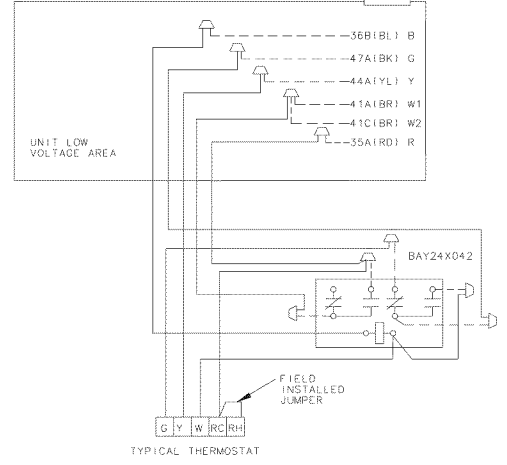 36B(BL) B
47A(BK) G
44A(YL) Y
41A(BR) W1
41C(BR) W2
35A(RD) R
UNIT LOW
VOLTAGE AREA
BAY24X042
FIELD
INSTALLED
JUMPER
G Y W RC RH
TYPICAL THERMOSTAT